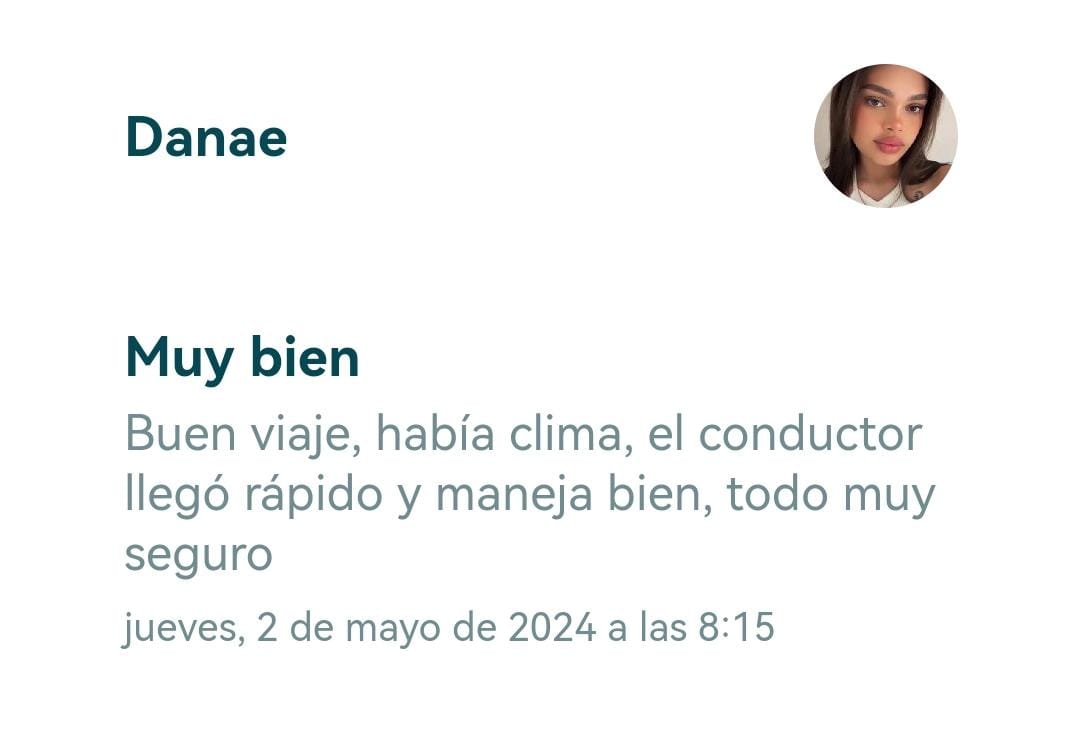 Danae
Muy bien
Buen viaje, había clima, el conductor
llegó rápido y maneja bien, todo muy
seguro
jueves, 2 de mayo de 2024 a las 8:15